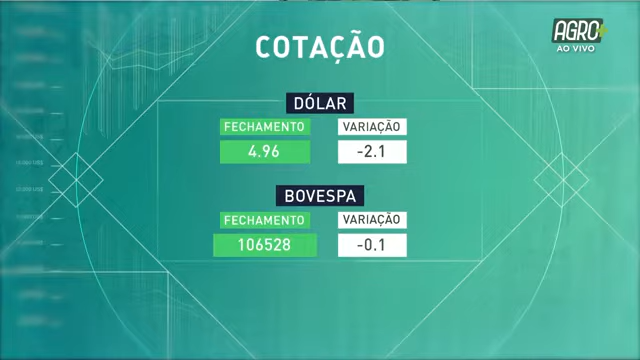 COTAÇÃO
AGRO+
AO VIVO
DÓLAR
FECHAMENTO VARIAÇÃO
4.96 -2.1
BOVESPA
FECHAMENTO VARIAÇÃO
106528 -0.1